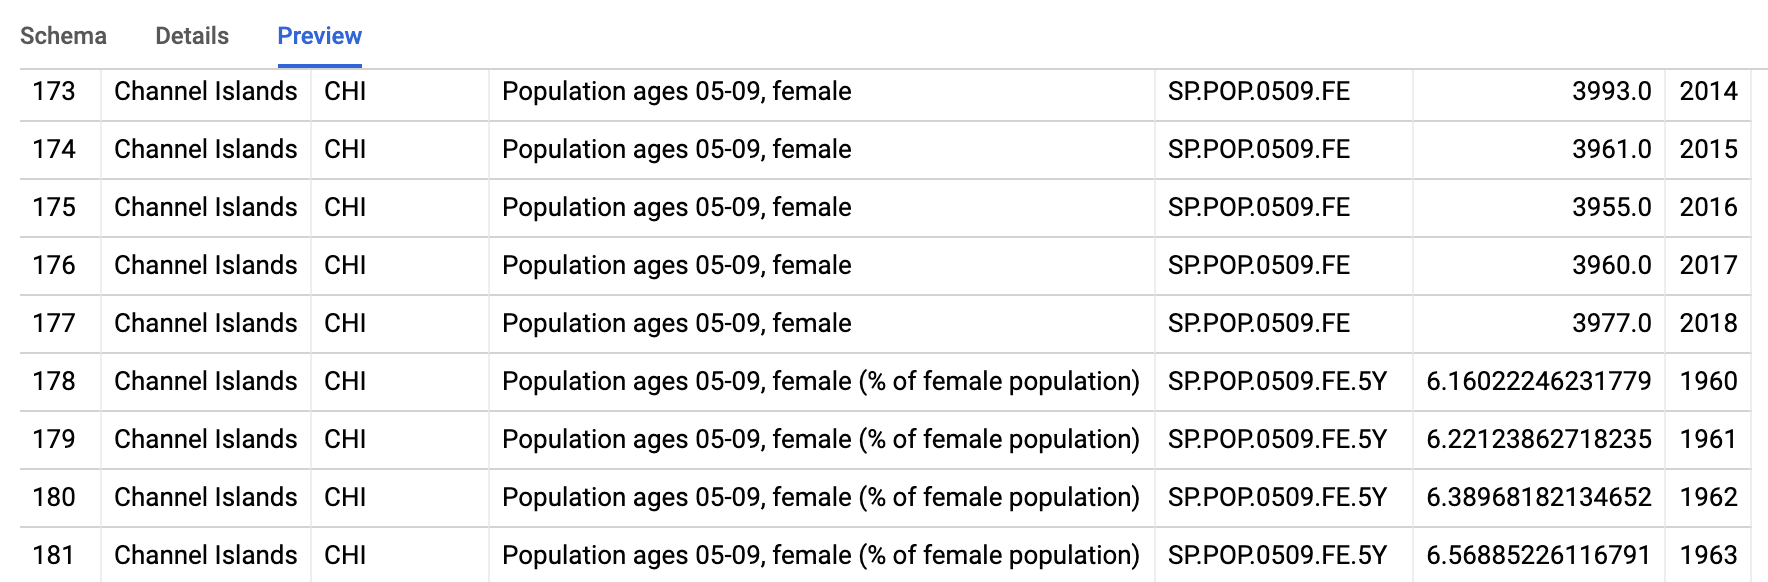 Schema Details Preview
173 Channel Islands CHI Population ages 05-09, female SP.POP.0509.FE 3993.0 2014
174 Channel Islands CHI Population ages 05-09, female SP.POP.0509.FE 3961.0 2015
175 Channel Islands CHI Population ages 05-09, female SP.POP.0509.FE 3955.0 2016
176 Channel Islands CHI Population ages 05-09, female SP.POP.0509.FE 3960.0 2017
177 Channel Islands CHI Population ages 05-09, female SP.POP.0509.FE 3977.0 2018
178 Channel Islands CHI Population ages 05-09, female (% of female population) SP.POP.0509.FE.5Y 6.16022246231779 1960
179 Channel Islands CHI Population ages 05-09, female (% of female population) SP.POP.0509.FE.5Y 6.22123862718235 1961
180 Channel Islands CHI Population ages 05-09, female (% of female population) SP.POP.0509.FE.5Y 6.38968182134652 1962
181 Channel Islands CHI Population ages 05-09, female (% of female population) SP.POP.0509.FE.5Y 6.56885226116791 1963